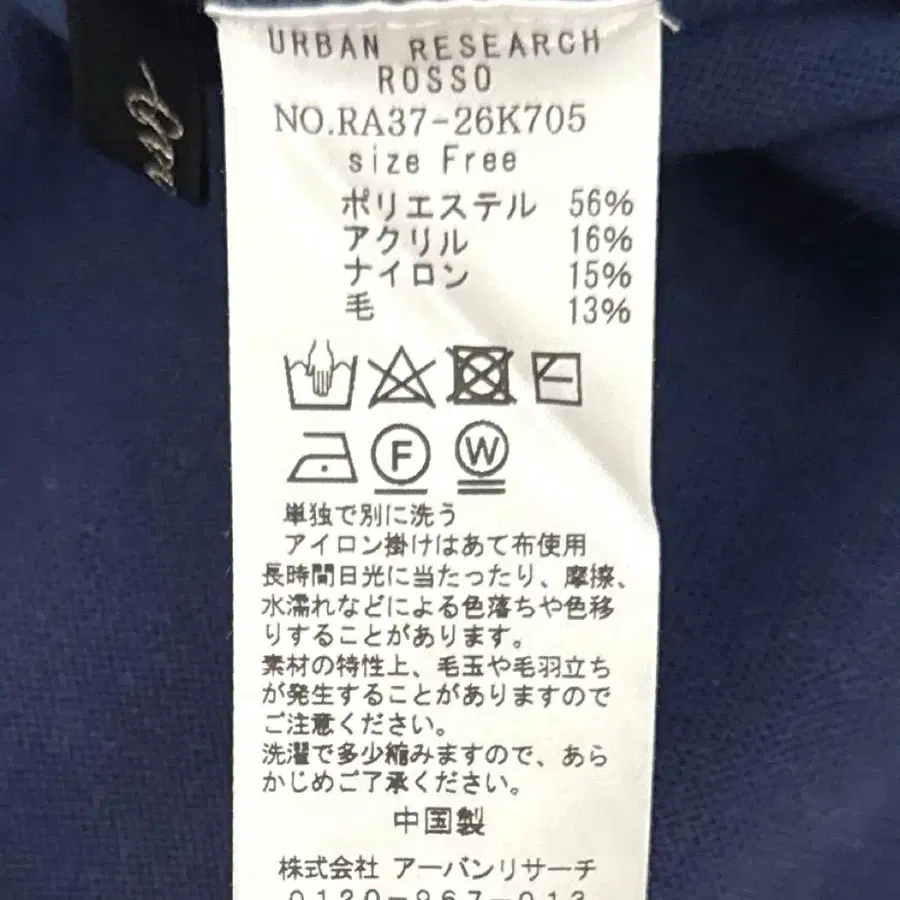 URBAN RESEARCH
ROSSO
NO.RA37-26K705
size Free
ポリエステル 56%
アクリル 16%
ナイロン 15%
毛 13%
F W
単独で別に洗う
アイロン掛けはあて布使用
長時間日光に当たったり、摩擦、
水濡れなどによる色落ちや色移
りすることがあります。
素材の特性上、毛玉や毛羽立ち
が発生することがありますので
ご注意ください。
洗濯で多少縮みますので、あら
かじめご了承ください。
中国製
株式会社 アーバンリサーチ
0120-967-013